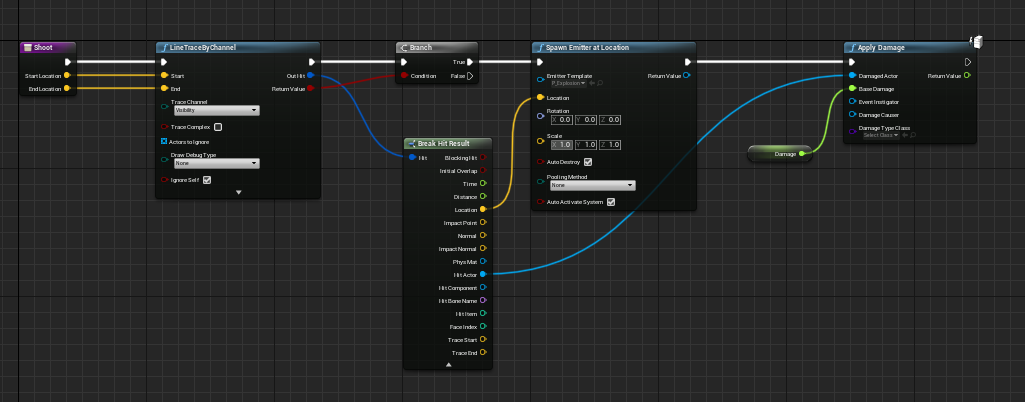 Shoot
Start Location
End Location
LineTraceByChannel
Start
Out Hit
End
Return Value
Trace Channel
Visibility
Trace Complex
Actors to Ignore
Draw Debug Type
None
Ignore Self
Branch
True
Condition
False
Break Hit Result
Hit
Blocking Hit
Initial Overlap
Time
Distance
Location
Impact Point
Normal
Impact Normal
Phys Mat
Hit Actor
Hit Component
Hit Bone Name
Hit Item
Face Index
Trace Start
Trace End
Spawn Emitter at Location
Emitter Template
Return Value
P_Explosion
Location
Rotation
X 0.0 Y 0.0 Z 0.0
Scale
X 1.0 Y 1.0 Z 1.0
Auto Destroy
Pooling Method
None
Auto Activate System
Damage
Apply Damage
Damaged Actor
Return Value
Base Damage
Event Instigator
Damage Causer
Damage Type Class
Select Class